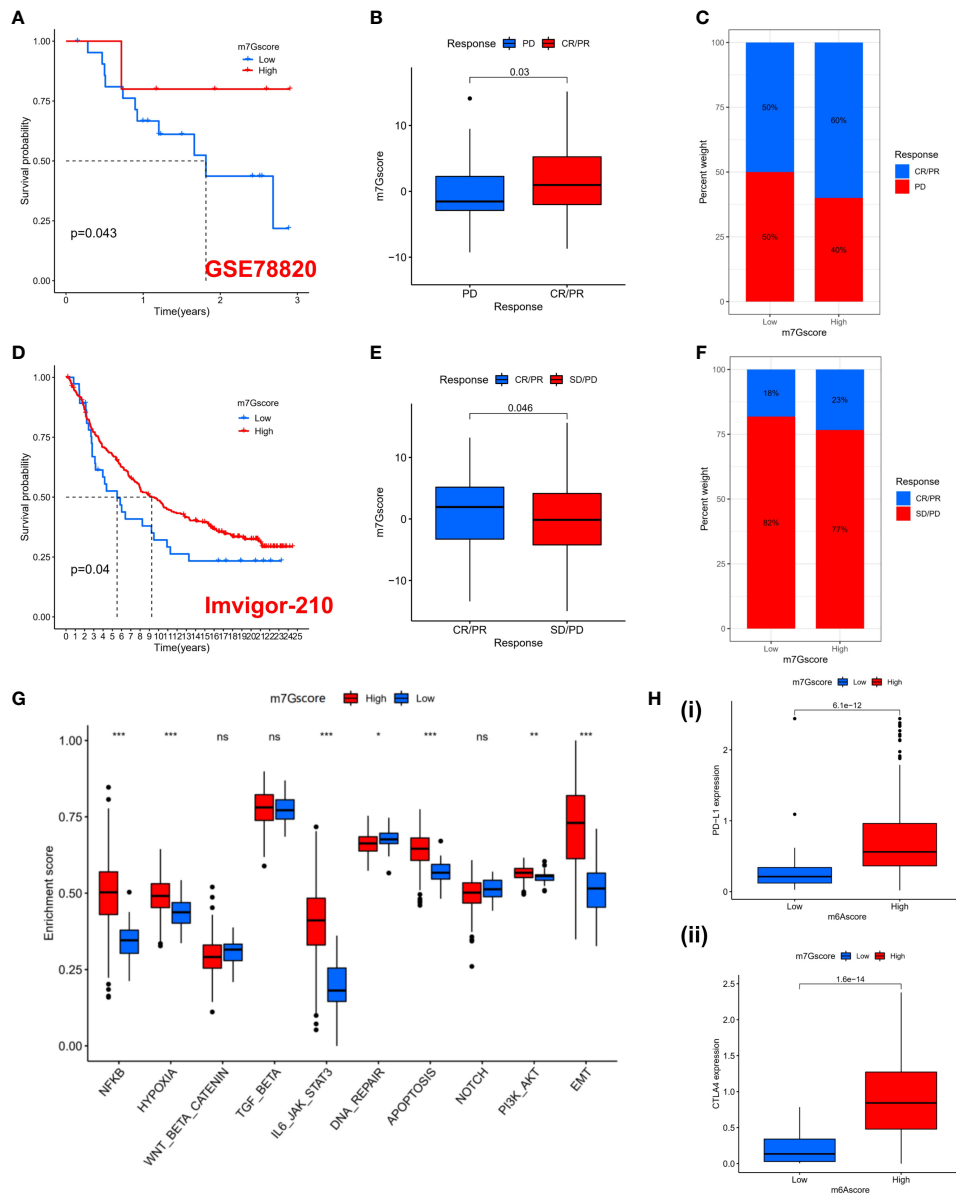 A
m7Gscore
Low
High
Survival probability
1.00
0.75
0.50
0.25
0.00
p=0.043
GSE78820
0 1 2 3
Time(years)
B
Response PD CR/PR
0.03
m7Gscore
10
0
−10
PD CR/PR
Response
C
Percent weight
100
75
50
25
0
50% 60%
50% 40%
Low High
m7Gscore
Response
CR/PR
PD
D
m7Gscore
Low
High
Survival probability
1.00
0.75
0.50
0.25
0.00
p=0.04
Imvigor-210
0 1 2 3 4 5 6 7 8 9 10 11 12 13 14 15 16 17 18 19 20 21 22 23 24 25
Time(years)
E
Response CR/PR SD/PD
0.046
m7Gscore
10
0
−10
CR/PR SD/PD
Response
F
Percent weight
100
75
50
25
0
18% 23%
82% 77%
Low High
m7Gscore
Response
CR/PR
SD/PD
G
m7Gscore High Low
*** *** ns ns *** * *** ns ** ***
Enrichment score
1.00
0.75
0.50
0.25
0.00
NFKB
HYPOXIA
WNT_BETA_CATENIN
TGF_BETA
IL6_JAK_STAT3
DNA_REPAIR
APOPTOSIS
NOTCH
PI3K_AKT
EMT
H
(i)
m7Gscore Low High
6.1e−12
PD−L1 expression
2
1
0
Low High
m6Ascore
(ii)
m7Gscore Low High
1.6e−14
CTLA4 expression
2.5
2.0
1.5
1.0
0.5
0.0
Low High
m6Ascore